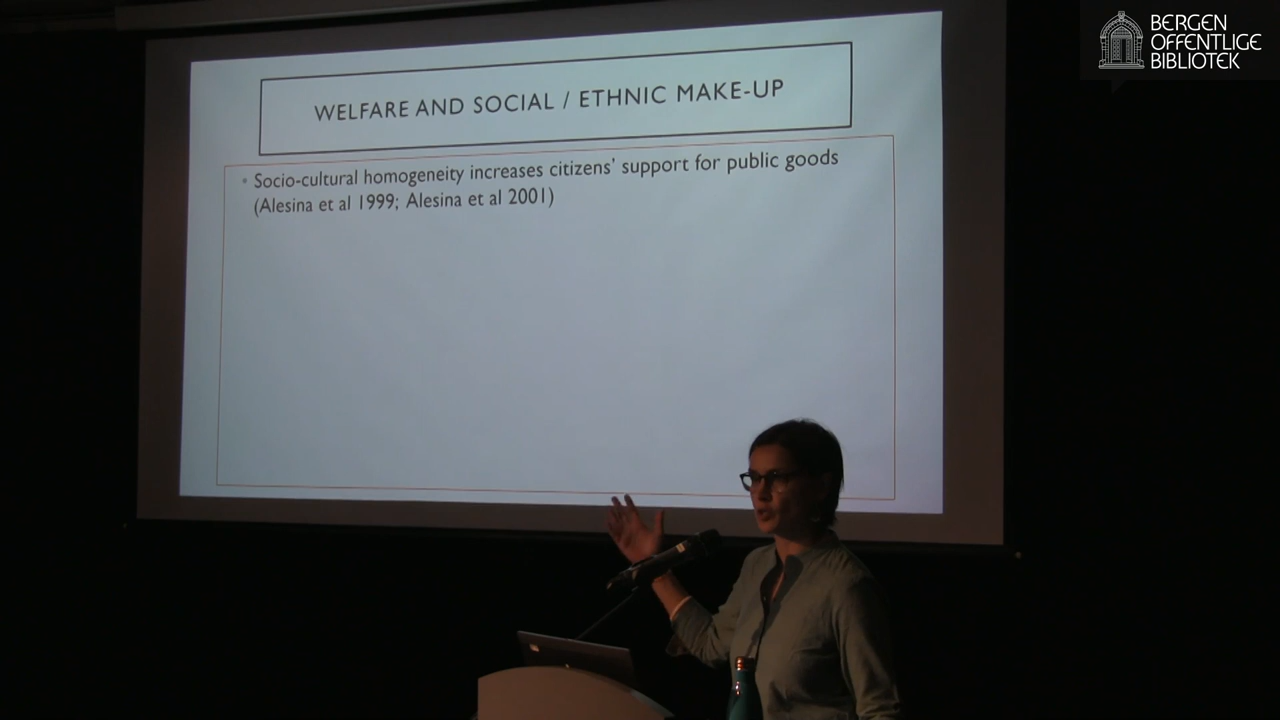 BERGEN
OFFENTLIGE
BIBLIOTEK
WELFARE AND SOCIAL / ETHNIC MAKE-UP
• Socio-cultural homogeneity increases citizens' support for public goods
(Alesina et al 1999; Alesina et al 2001)